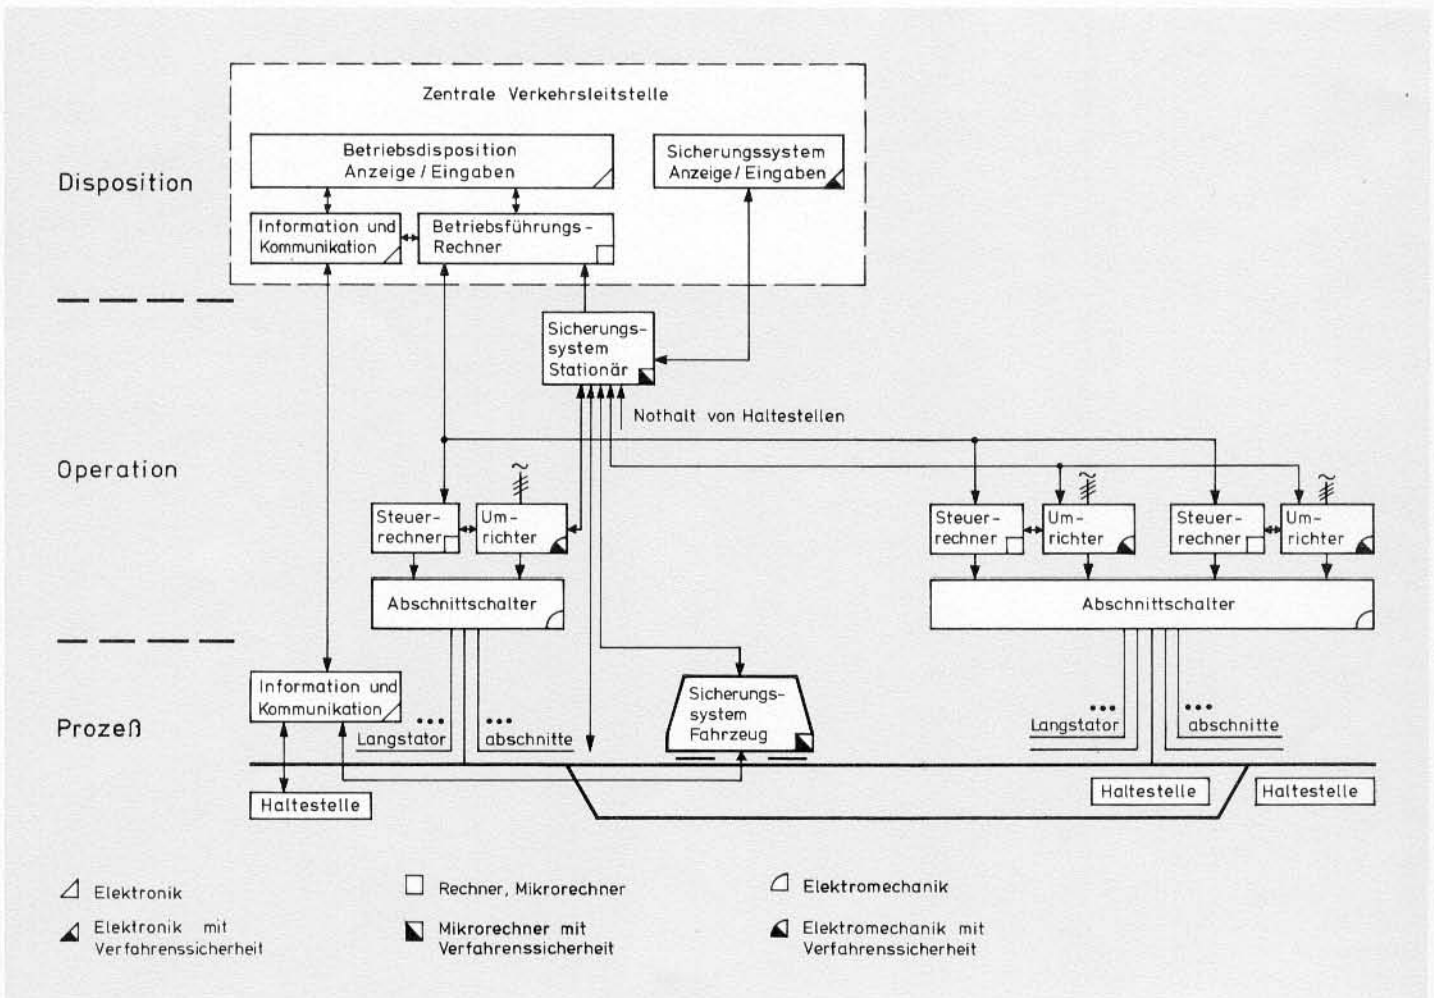 Zentrale Verkehrsleitstelle
Disposition
Betriebsdisposition
Anzeige / Eingaben
Sicherungssystem
Anzeige/Eingaben
Information und
Kommunikation
Betriebsführungs-
Rechner
Sicherungs-
system
Stationär
Nothalt von Haltestellen
Operation
Steuer-
rechner
Um-
richter
Steuer-
rechner
Um-
richter
Steuer-
rechner
Um-
richter
Abschnittschalter
Abschnittschalter
Prozeß
Information und
Kommunikation
Langstator
abschnitte
Sicherungs-
system
Fahrzeug
Langstator
abschnitte
Haltestelle
Haltestelle
Haltestelle
Elektronik
Rechner, Mikrorechner
Elektromechanik
Elektronik mit
Verfahrenssicherheit
Mikrorechner mit
Verfahrenssicherheit
Elektromechanik mit
Verfahrenssicherheit